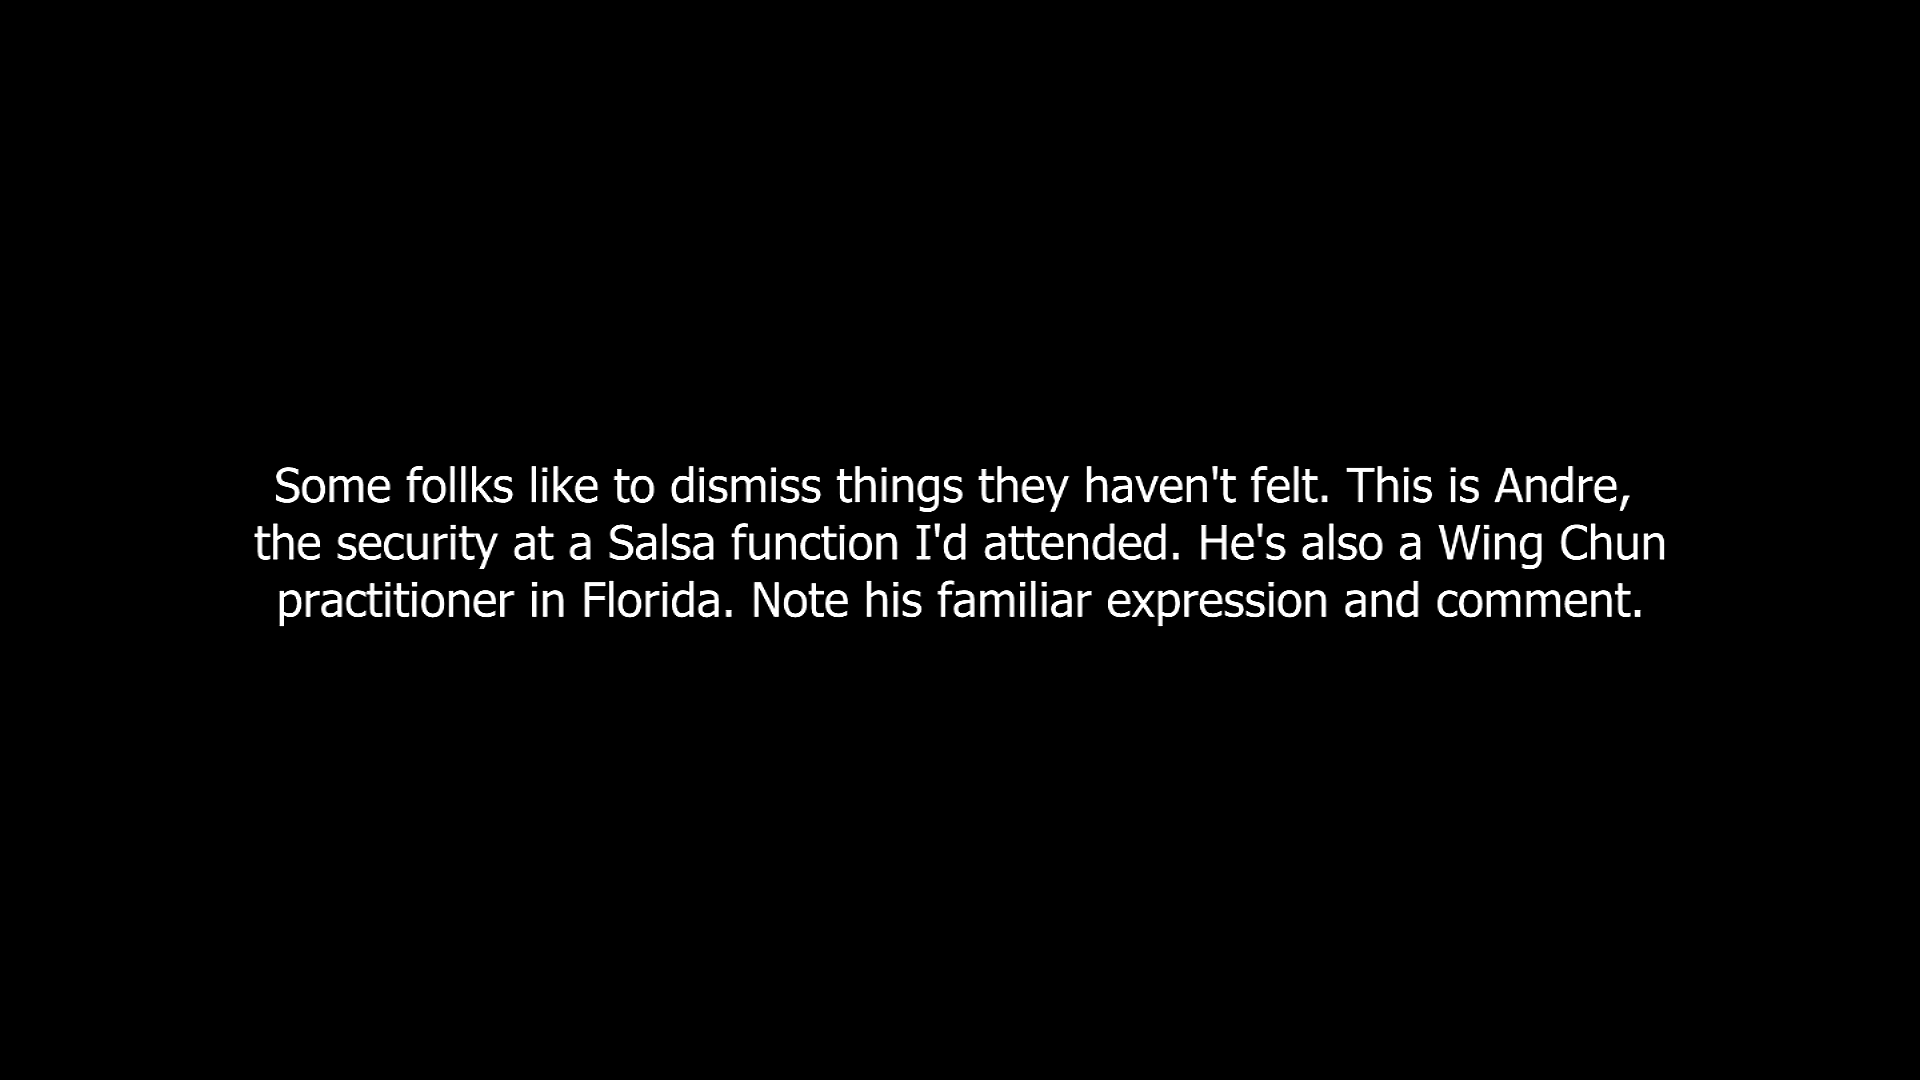 Some follks like to dismiss things they haven't felt. This is Andre,
the security at a Salsa function I'd attended. He's also a Wing Chun
practitioner in Florida. Note his familiar expression and comment.